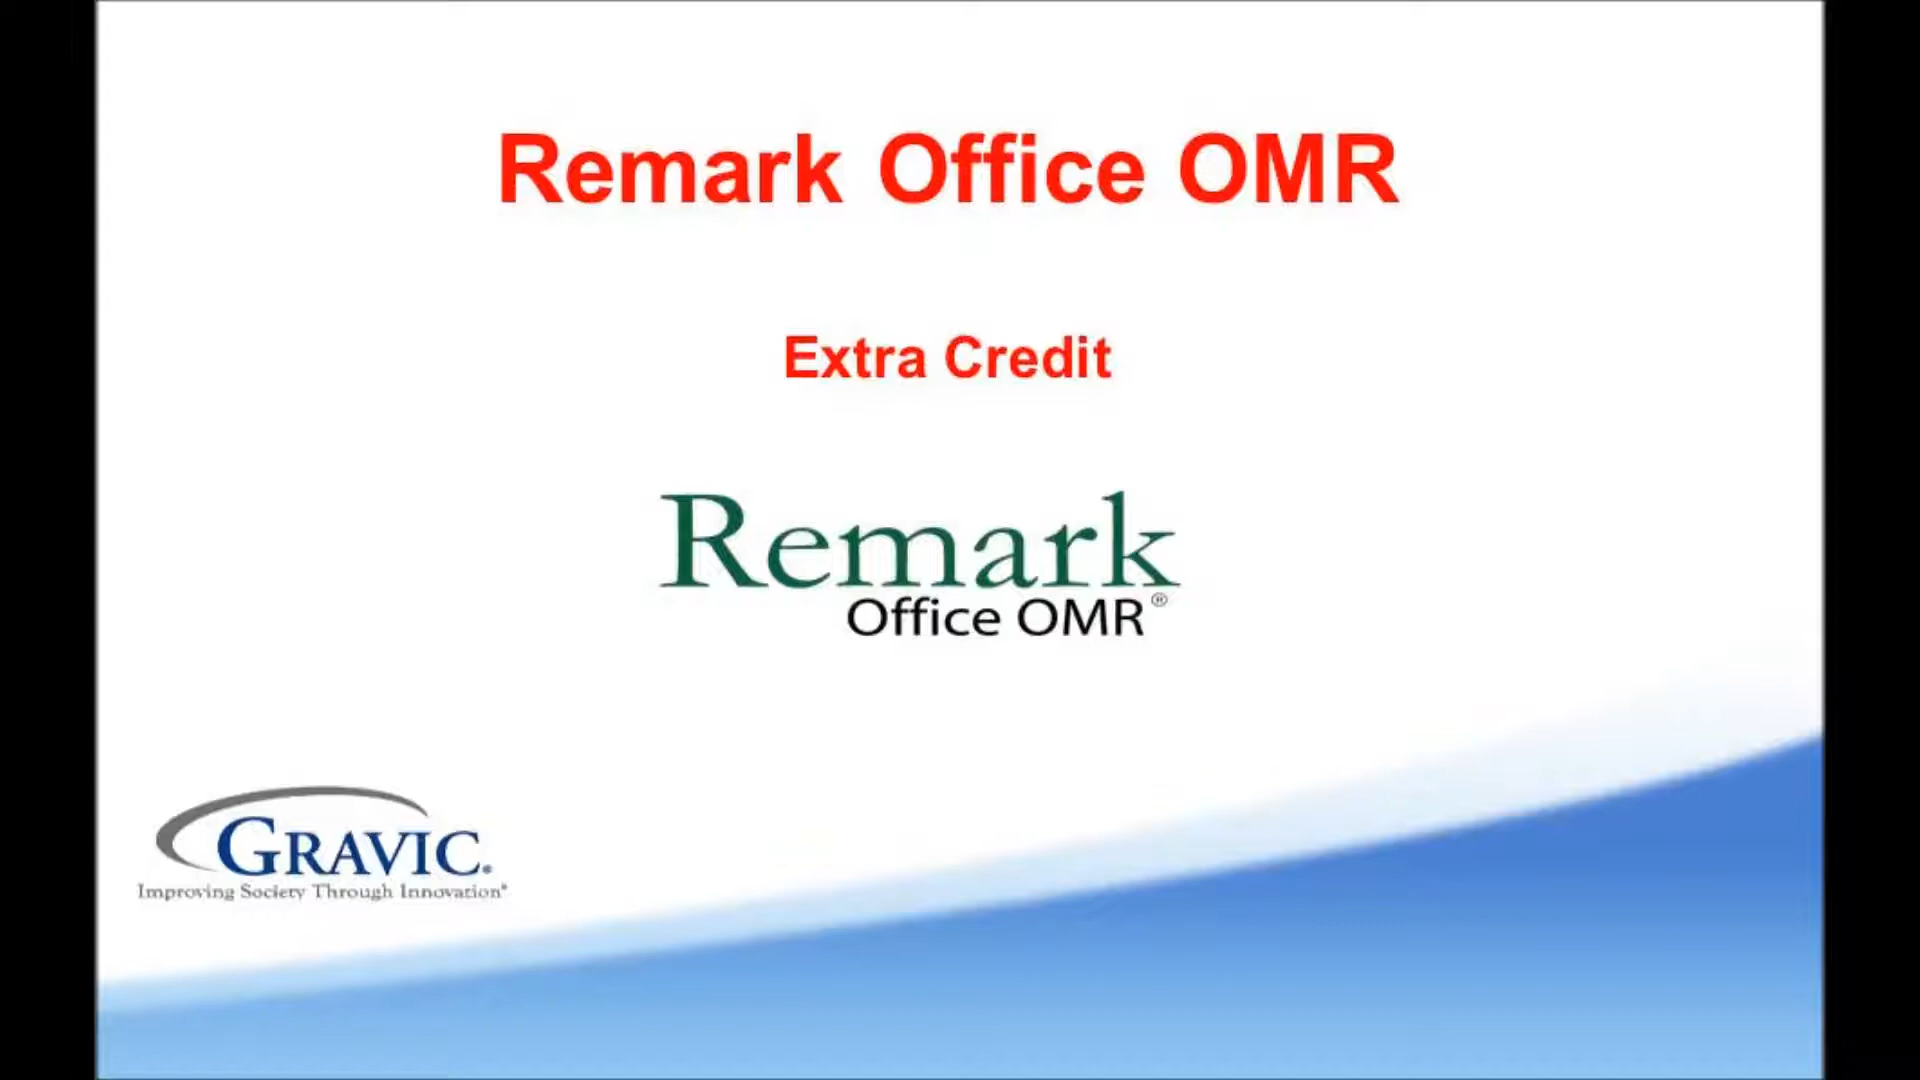 Remark Office OMR
Extra Credit
Remark
Office OMR®
GRAVIC®
Improving Society Through Innovation®